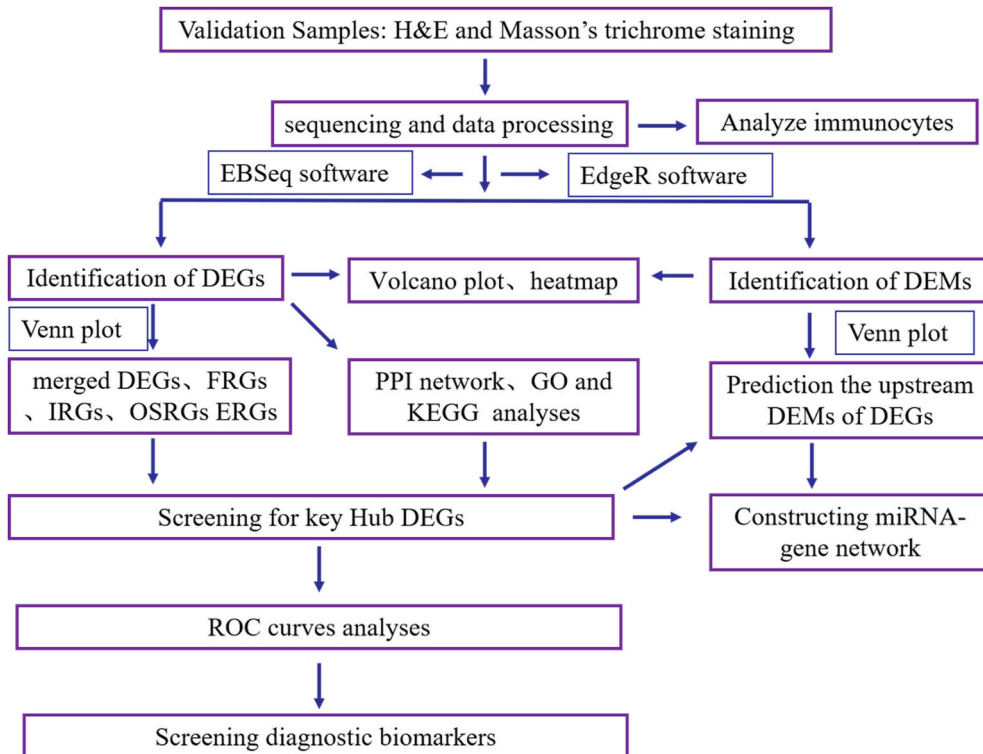 Validation Samples: H&E and Masson’s trichrome staining
sequencing and data processing
Analyze immunocytes
EBSeq software
EdgeR software
Identification of DEGs
Volcano plot、heatmap
Identification of DEMs
Venn plot
Venn plot
merged DEGs、FRGs
、IRGs、OSRGs ERGs
PPI network、GO and
KEGG analyses
Prediction the upstream
DEMs of DEGs
Screening for key Hub DEGs
Constructing miRNA-
gene network
ROC curves analyses
Screening diagnostic biomarkers